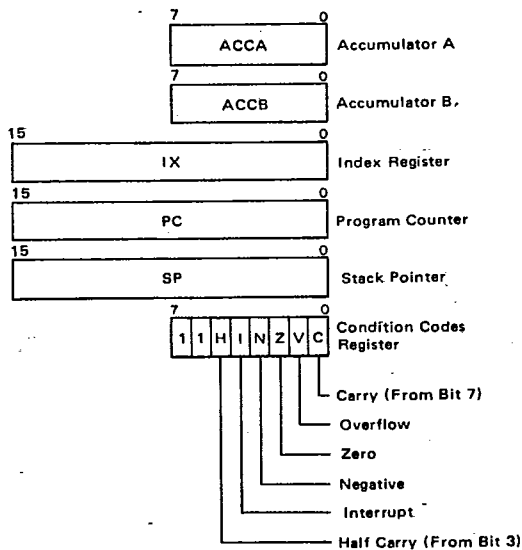 7 0
ACCA Accumulator A
7 0
ACCB Accumulator B
15 0
IX Index Register
15 0
PC Program Counter
15 0
SP Stack Pointer
7 0
1 1 H I N Z V C Condition Codes
Register
Carry (From Bit 7)
Overflow
Zero
Negative
Interrupt
Half Carry (From Bit 3)